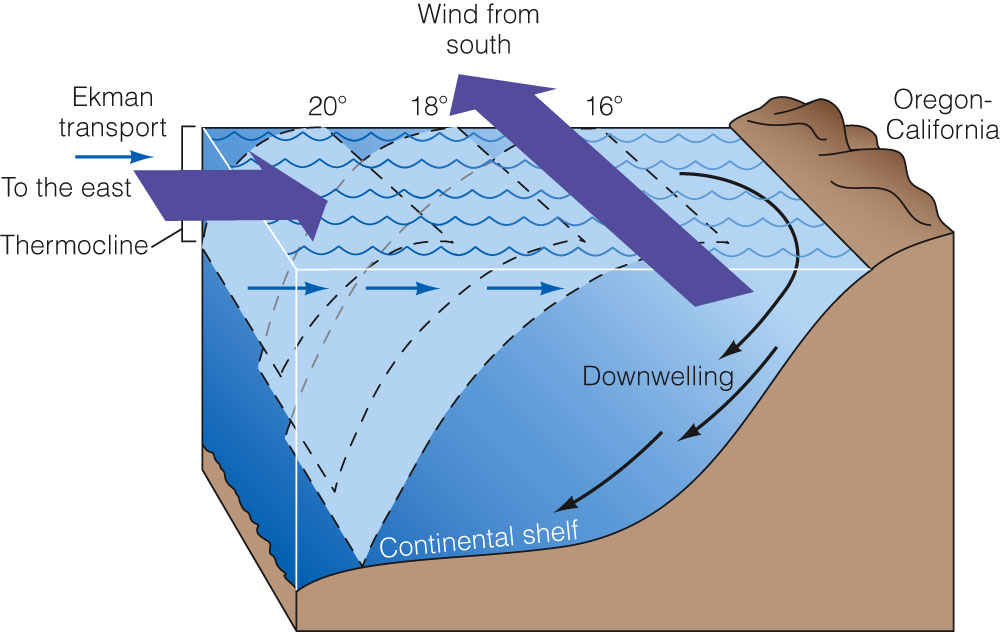 Wind from
south
Ekman
transport
20°
18°
16°
Oregon-
California
To the east
Thermocline
Downwelling
Continental shelf